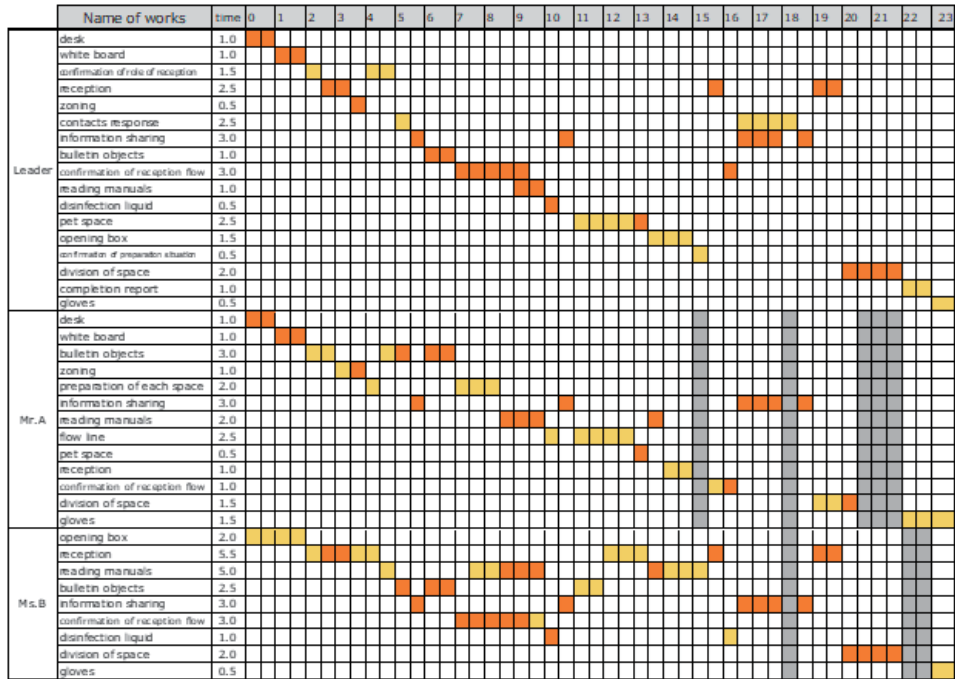 Name of works time 0 1 2 3 4 5 6 7 8 9 10 11 12 13 14 15 16 17 18 19 20 21 22 23
Leader
desk 1.0
white board 1.0
confirmation of role of reception 1.5
reception 2.5
zoning 0.5
contacts response 2.5
information sharing 3.0
bulletin objects 1.0
confirmation of reception flow 3.0
reading manuals 1.0
disinfection liquid 0.5
pet space 2.5
opening box 1.5
confirmation of preparation situation 0.5
division of space 2.0
completion report 1.0
gloves 0.5
Mr.A
desk 1.0
white board 1.0
bulletin objects 3.0
zoning 1.0
preparation of each space 2.0
information sharing 3.0
reading manuals 2.0
flow line 2.5
pet space 0.5
reception 1.0
confirmation of reception flow 1.0
division of space 1.5
gloves 1.5
Ms.B
opening box 2.0
reception 5.5
reading manuals 5.0
bulletin objects 2.5
information sharing 3.0
confirmation of reception flow 3.0
disinfection liquid 1.0
division of space 2.0
gloves 0.5